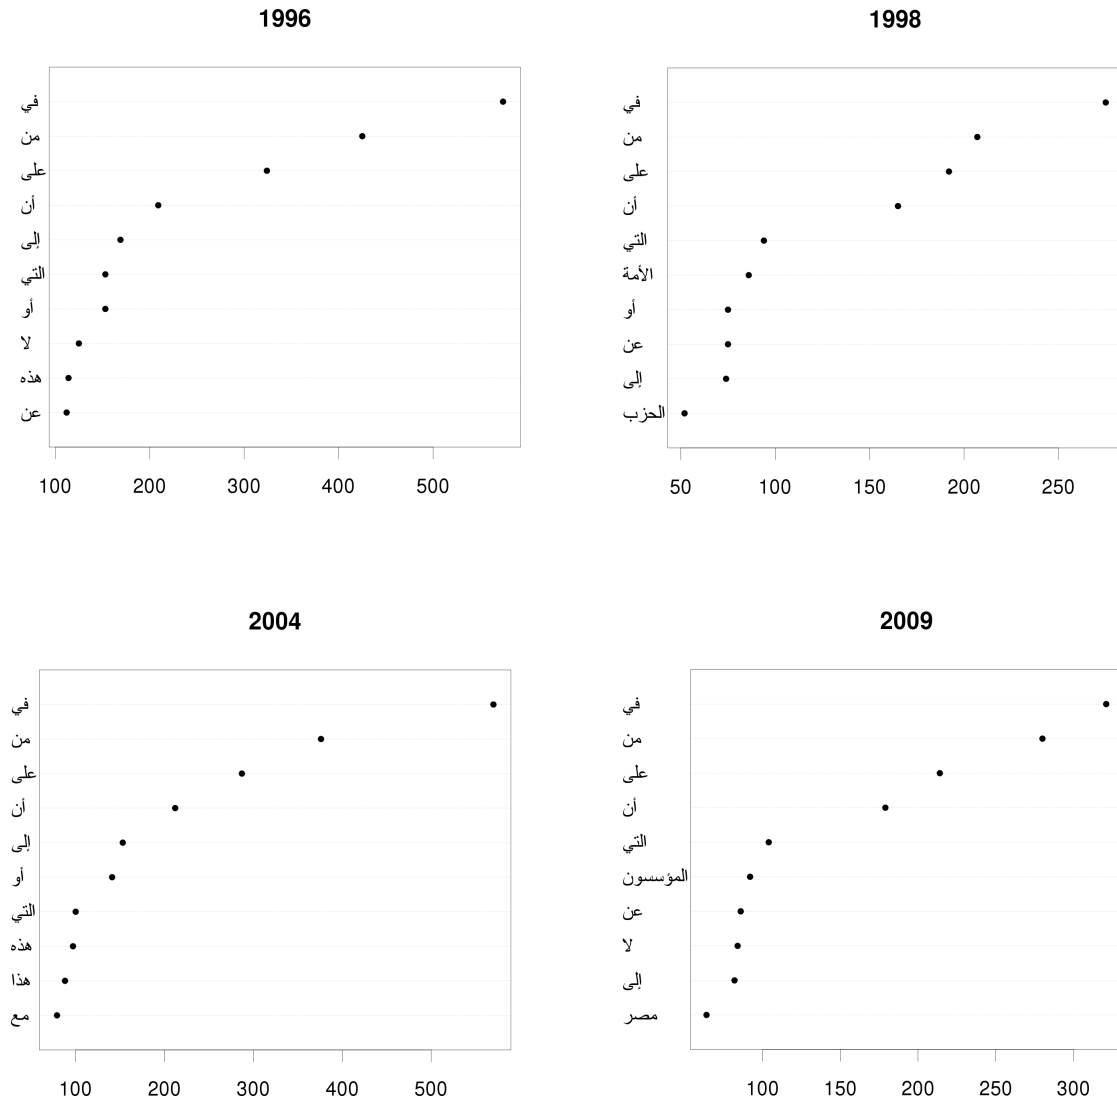 1996
في
من
على
أن
إلى
التي
أو
لا
هذه
عن
100 200 300 400 500
1998
في
من
على
أن
التي
الأمة
أو
عن
إلى
الحزب
50 100 150 200 250
2004
في
من
على
أن
إلى
أو
التي
هذه
هذا
مع
100 200 300 400 500
2009
في
من
على
أن
التي
المؤسسون
عن
لا
إلى
مصر
100 150 200 250 300